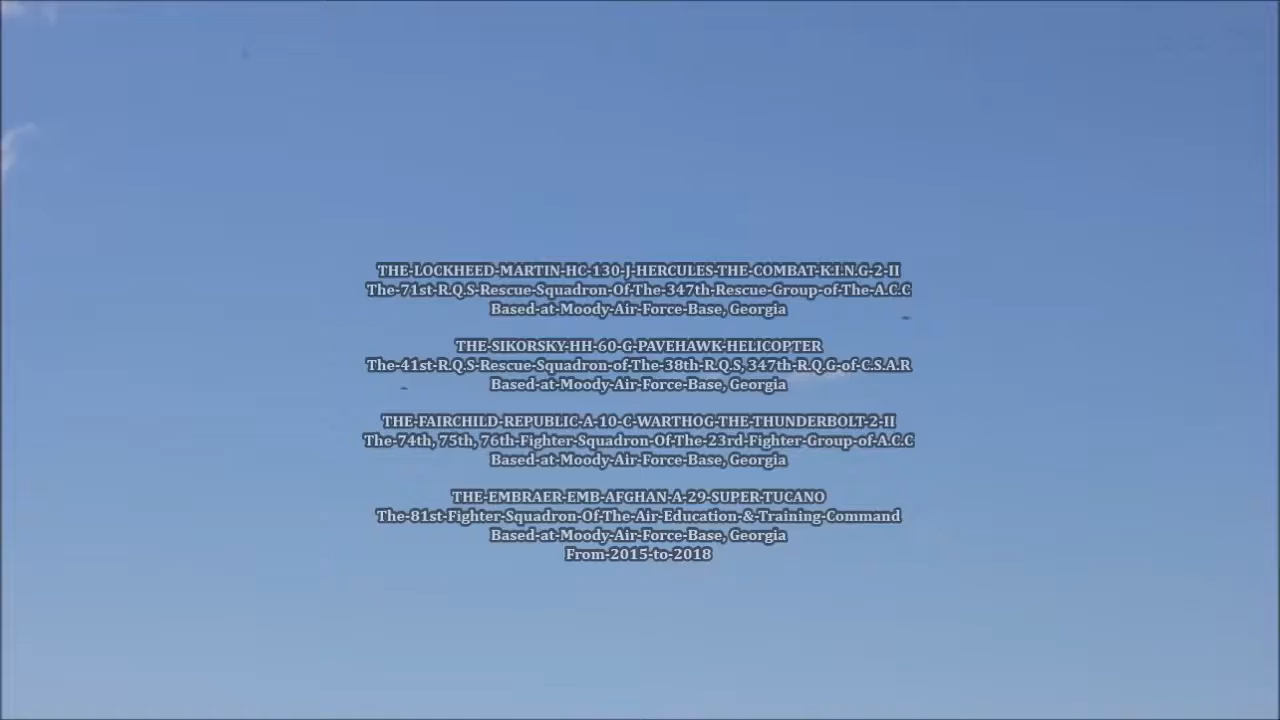 THE-LOCKHEED-MARTIN-HC-130-J-HERCULES-THE-COMBAT-K.I.N.G-2-II
The-71st-R.Q.S-Rescue-Squadron-Of-The-347th-Rescue-Group-of-The-A.C.C
Based-at-Moody-Air-Force-Base, Georgia
THE-SIKORSKY-HH-60-G-PAVEHAWK-HELICOPTER
The-41st-R.Q.S-Rescue-Squadron-of-The-38th-R.Q.S, 347th-R.Q.G-of-C.S.A.R
Based-at-Moody-Air-Force-Base, Georgia
THE-FAIRCHILD-REPUBLIC-A-10-C-WARTHOG-THE-THUNDERBOLT-2-II
The-74th, 75th, 76th-Fighter-Squadron-Of-The-23rd-Fighter-Group-of-A.C.C
Based-at-Moody-Air-Force-Base, Georgia
THE-EMBRAER-EMB-AFGHAN-A-29-SUPER-TUCANO
The-81st-Fighter-Squadron-Of-The-Air-Education-&-Training-Command
Based-at-Moody-Air-Force-Base, Georgia
From-2015-to-2018